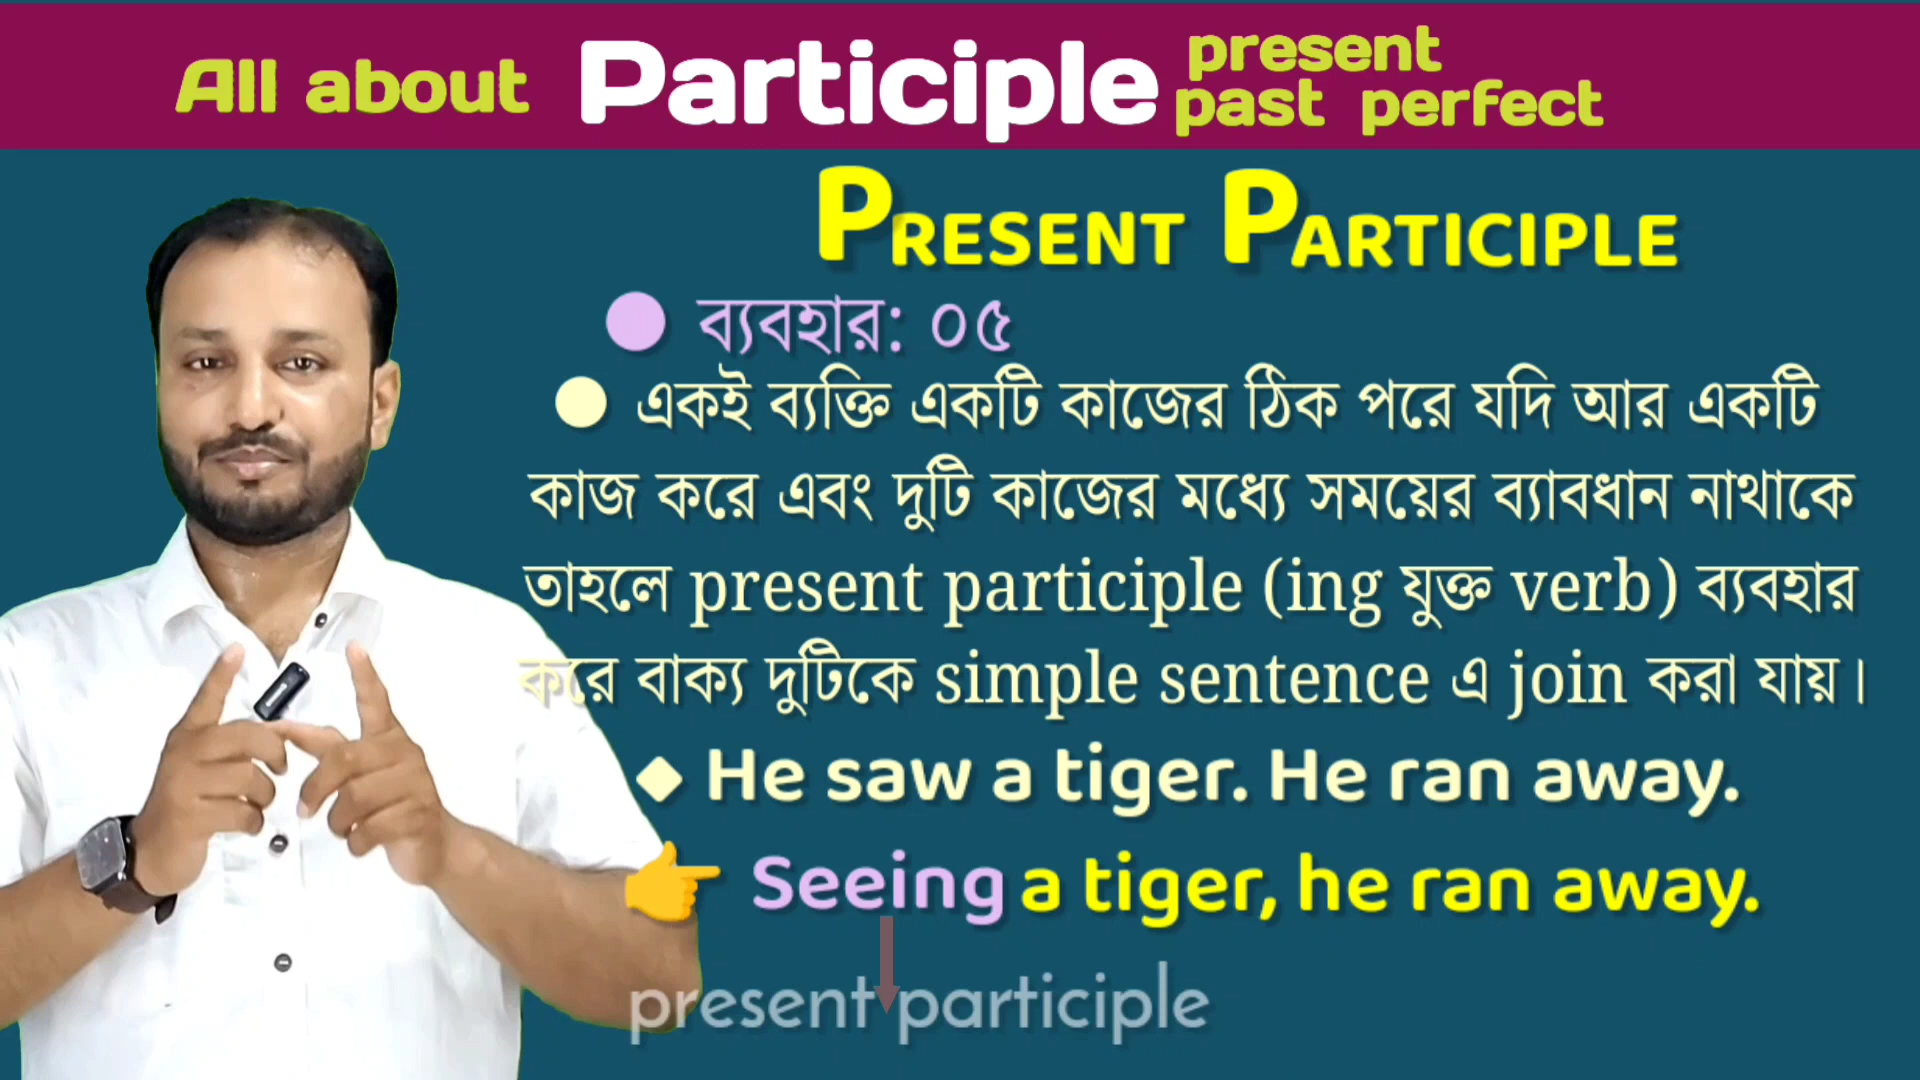 All about Participle present
past perfect
PRESENT PARTICIPLE
ব্যবহার: ০৫
একই ব্যক্তি একটি কাজের ঠিক পরে যদি আর একটি
কাজ করে এবং দুটি কাজের মধ্যে সময়ের ব্যাবধান নাথাকে
তাহলে present participle (ing যুক্ত verb) ব্যবহার
করে বাক্য দুটিকে simple sentence এ join করা যায়।
He saw a tiger. He ran away.
Seeing a tiger, he ran away.
present participle